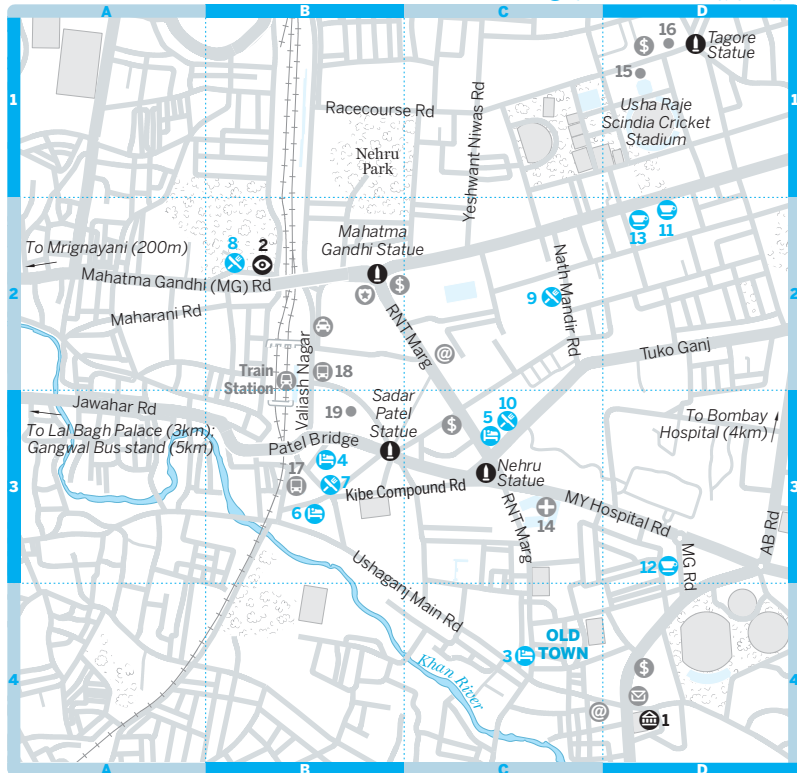 A
B
C
D
16
Tagore
Statue
$
15
1
1
Racecourse Rd
Yeshwant Niwas Rd
Usha Raje
Scindia Cricket
Stadium
Nehru
Park
To Mrignayani (200m)
8
2
Mahatma
Gandhi Statue
13
11
Mahatma Gandhi (MG) Rd
$
2
2
9
Nath Mandir Rd
Maharani Rd
RNT Marg
@
Tuko Ganj
Train
Station
Valiash Nagar
18
Jawahar Rd
19
Sadar
Patel
Statue
$
5
10
To Lal Bagh Palace (3km);
Gangwal Bus stand (5km)
To Bombay
Hospital (4km)
Patel Bridge
4
17
7
Kibe Compound Rd
Nehru
Statue
3
3
6
RNT Marg
14
MY Hospital Rd
AB Rd
12
MG Rd
Ushaganj Main Rd
OLD
TOWN
3
Khan River
4
4
$
@
1
A
B
C
D